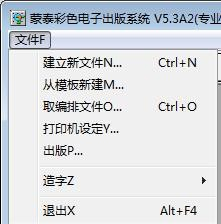 蒙泰彩色电子出版系统 V5.3A2(专业
文件F
建立新文件N... Ctrl+N
从模板新建M...
取编排文件O... Ctrl+O
打印机设定Y...
出版P...
造字Z
退出X Alt+F4